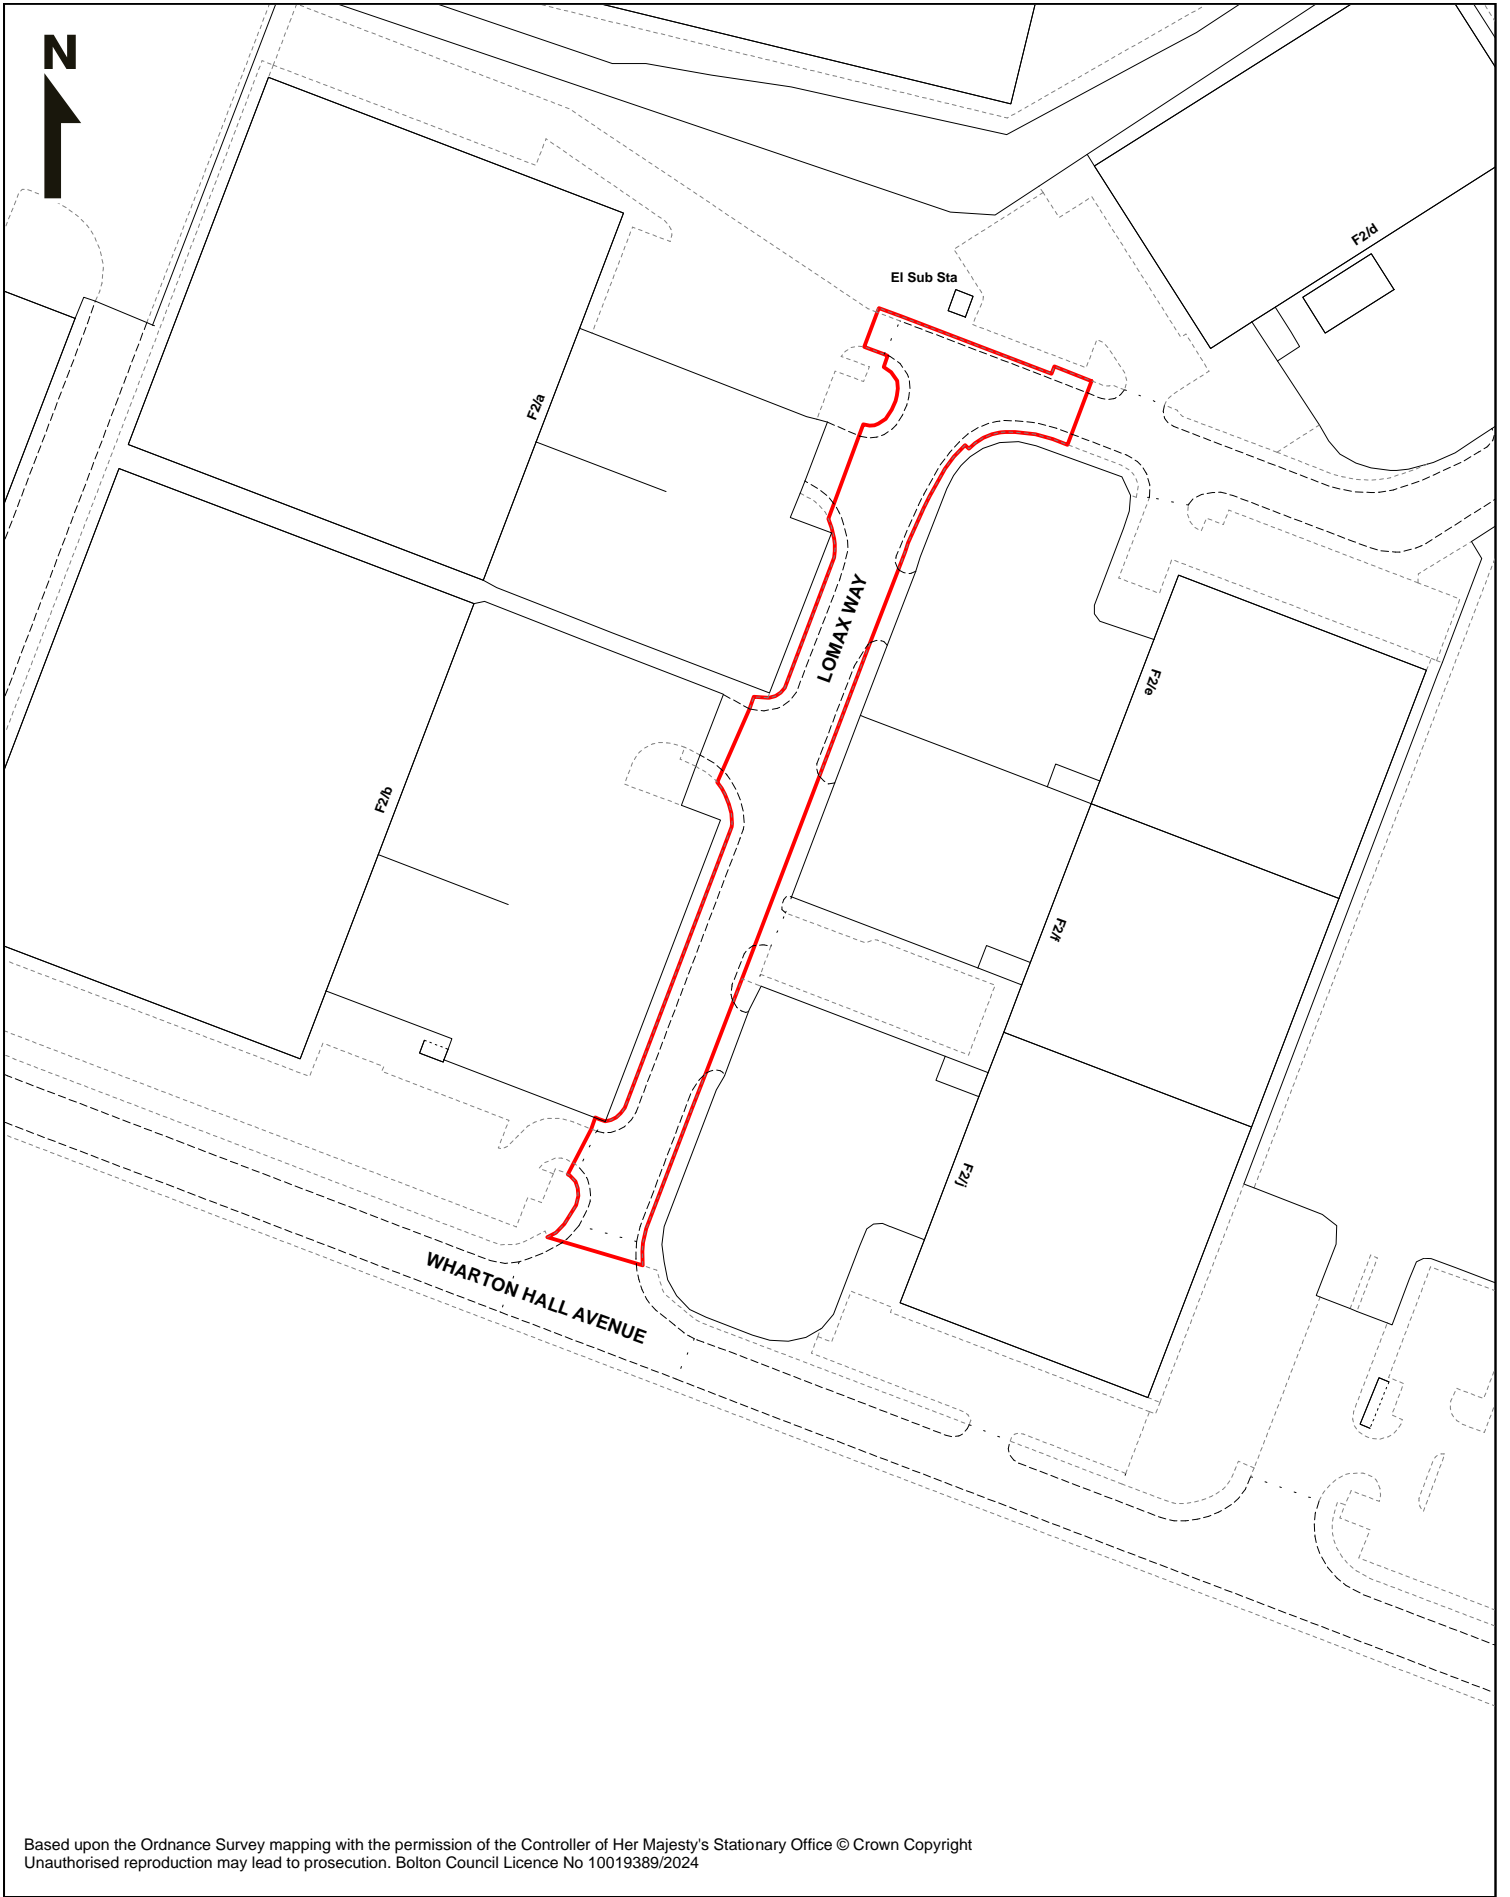 N
F2/d
El Sub Sta
F2/a
LOMAX WAY
F2/e
F2/b
F2/f
F2/j
WHARTON HALL AVENUE
Based upon the Ordnance Survey mapping with the permission of the Controller of Her Majesty's Stationary Office © Crown Copyright
Unauthorised reproduction may lead to prosecution. Bolton Council Licence No 10019389/2024